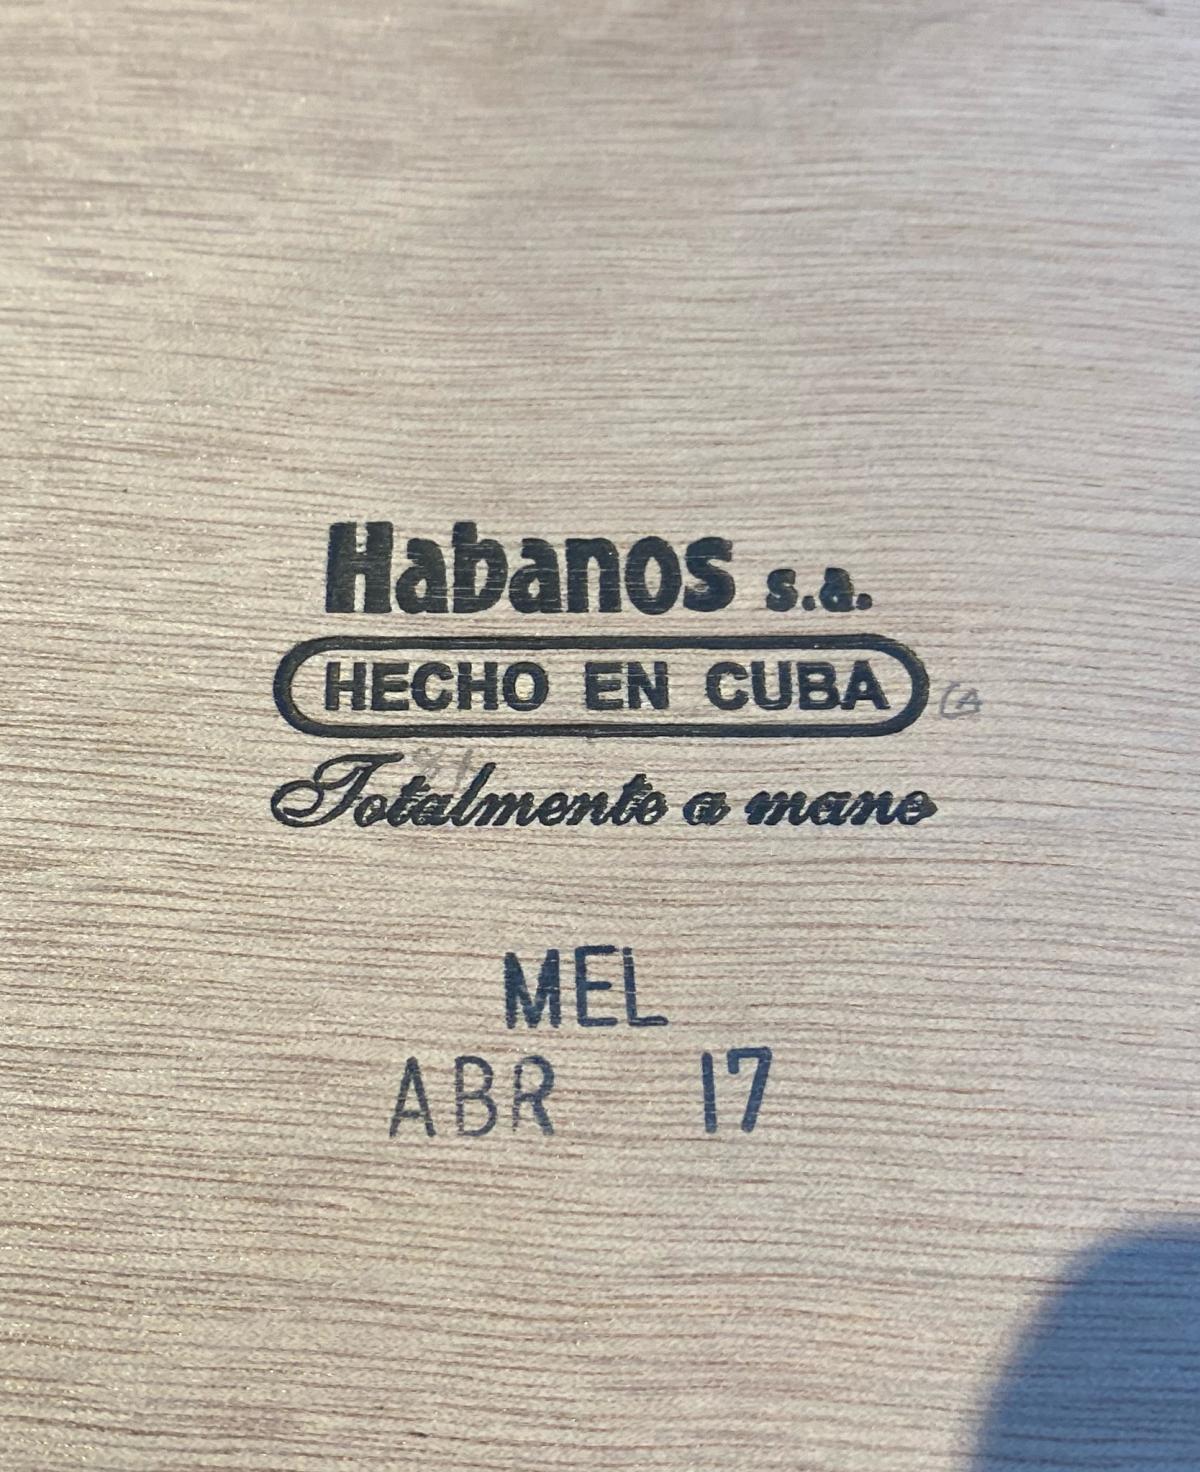 Habanos s.a.
HECHO EN CUBA
Totalmente a mano
MEL
ABR 17